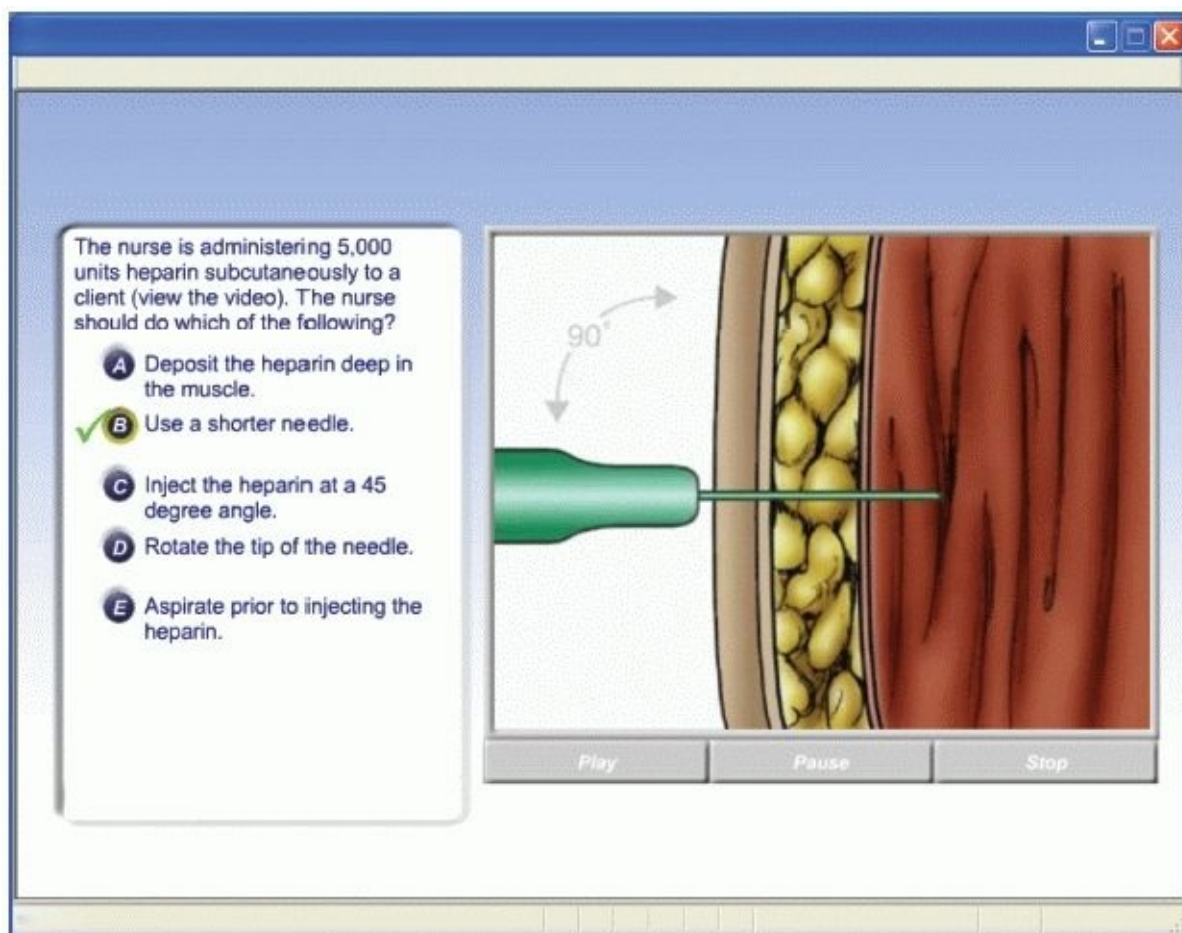 The nurse is administering 5,000
units heparin subcutaneously to a
client (view the video). The nurse
should do which of the following?
A Deposit the heparin deep in
the muscle.
B Use a shorter needle.
C Inject the heparin at a 45
degree angle.
D Rotate the tip of the needle.
E Aspirate prior to injecting the
heparin.
90°
Play Pause Stop